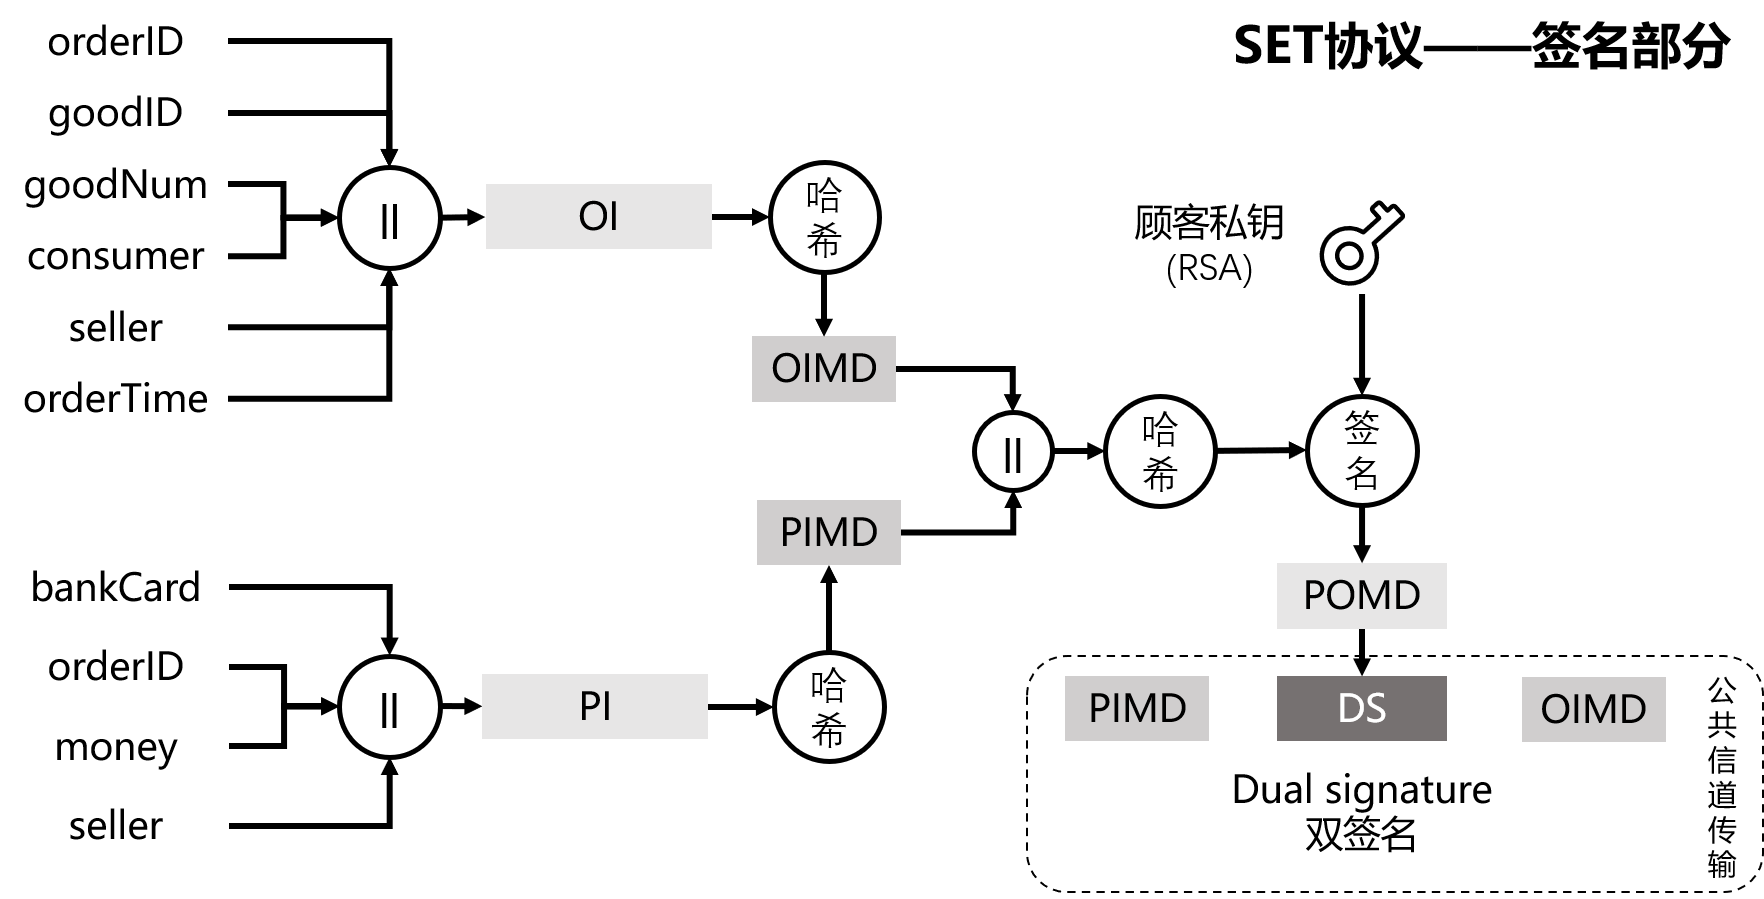 SET协议——签名部分
orderID
goodID
goodNum
consumer
seller
orderTime
||
OI
哈
希
OIMD
bankCard
orderID
money
seller
||
PI
哈
希
PIMD
||
哈
希
顾客私钥
(RSA)
签
名
POMD
PIMD
DS
OIMD
Dual signature
双签名
公
共
信
道
传
输